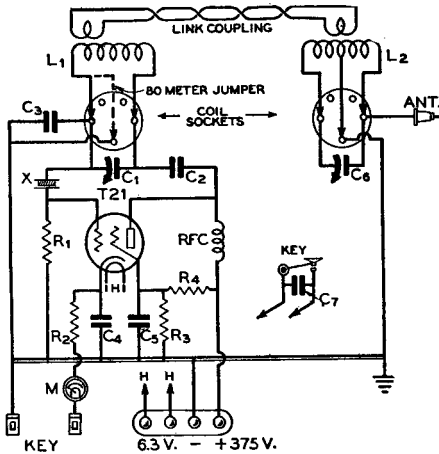 LINK COUPLING
L1
L2
80 METER JUMPER
C3
COIL SOCKETS
ANT.
X
C1
C2
C6
T21
R1
RFC
KEY
H
R4
C7
R2
C4
C5
R3
M
H H
KEY
6.3 V. - +375 V.